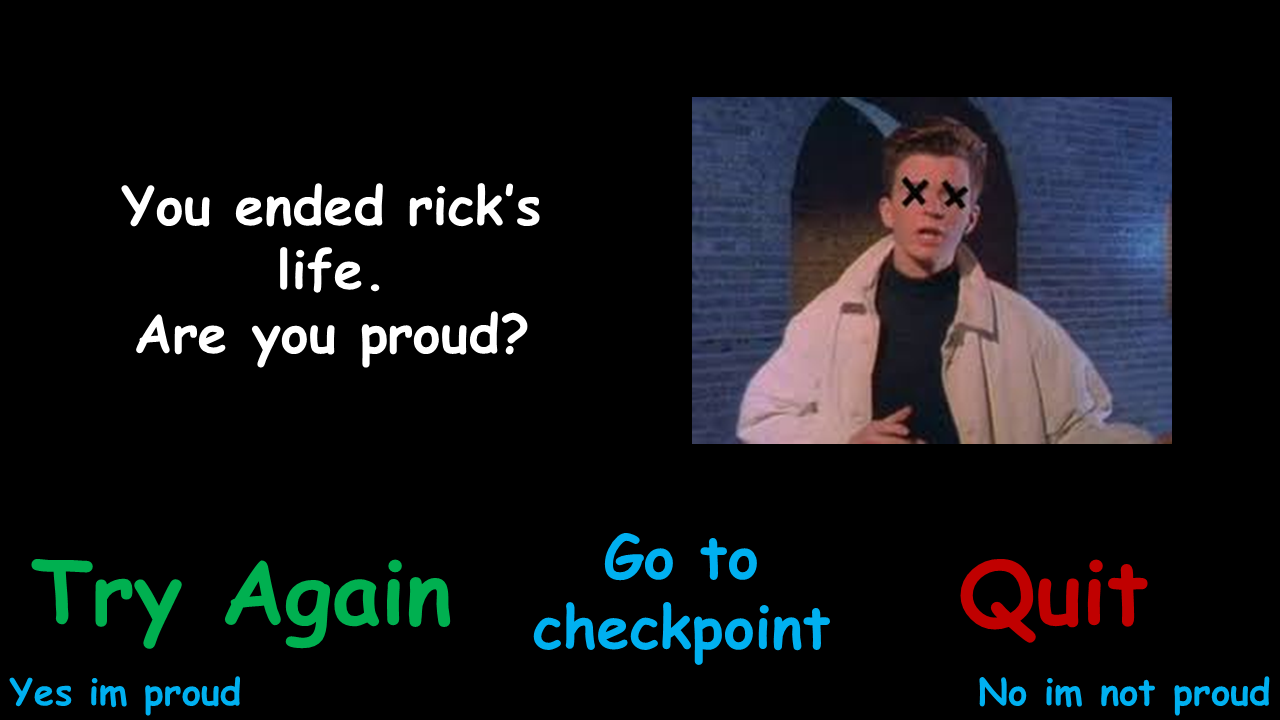 You ended rick's
life.
Are you proud?
Try Again
Go to
checkpoint
Quit
Yes im proud
No im not proud